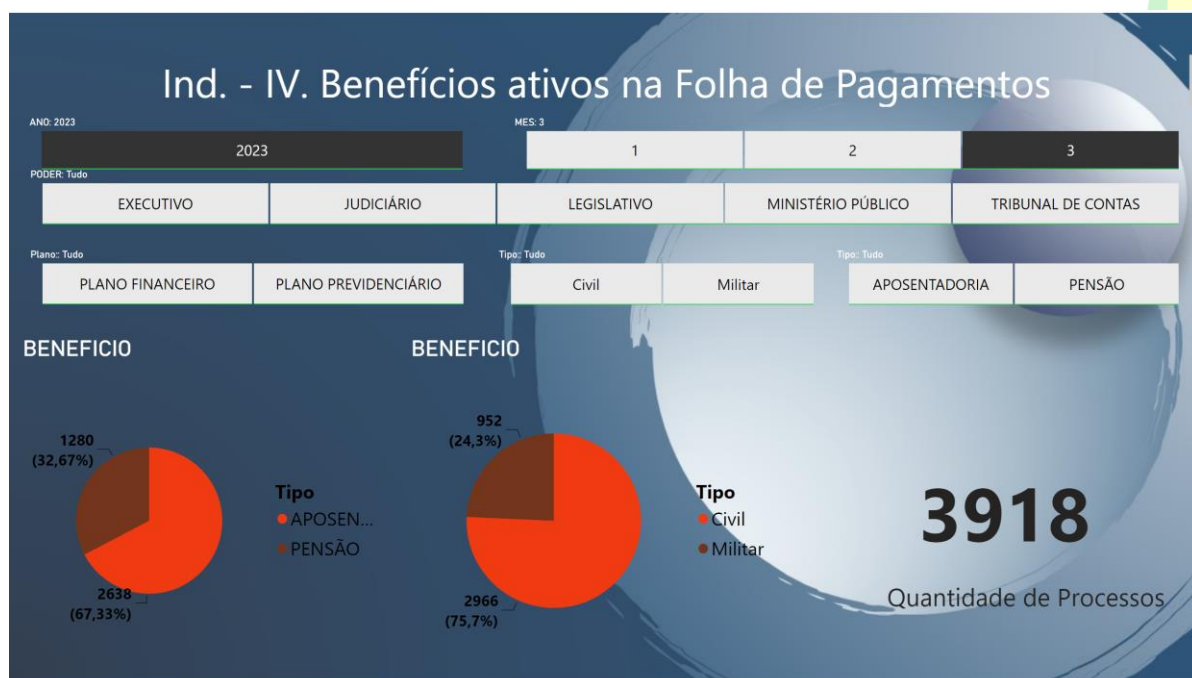 Ind. - IV. Benefícios ativos na Folha de Pagamentos
ANO: 2023
MES: 3
2023
1
2
3
PODER: Tudo
EXECUTIVO
JUDICIÁRIO
LEGISLATIVO
MINISTÉRIO PÚBLICO
TRIBUNAL DE CONTAS
Plano:: Tudo
Tipo:: Tudo
Tipo:: Tudo
PLANO FINANCEIRO
PLANO PREVIDENCIÁRIO
Civil
Militar
APOSENTADORIA
PENSÃO
BENEFICIO
1280
(32,67%)
2638
(67,33%)
Tipo
APOSEN...
PENSÃO
BENEFICIO
952
(24,3%)
2966
(75,7%)
Tipo
Civil
Militar
3918
Quantidade de Processos